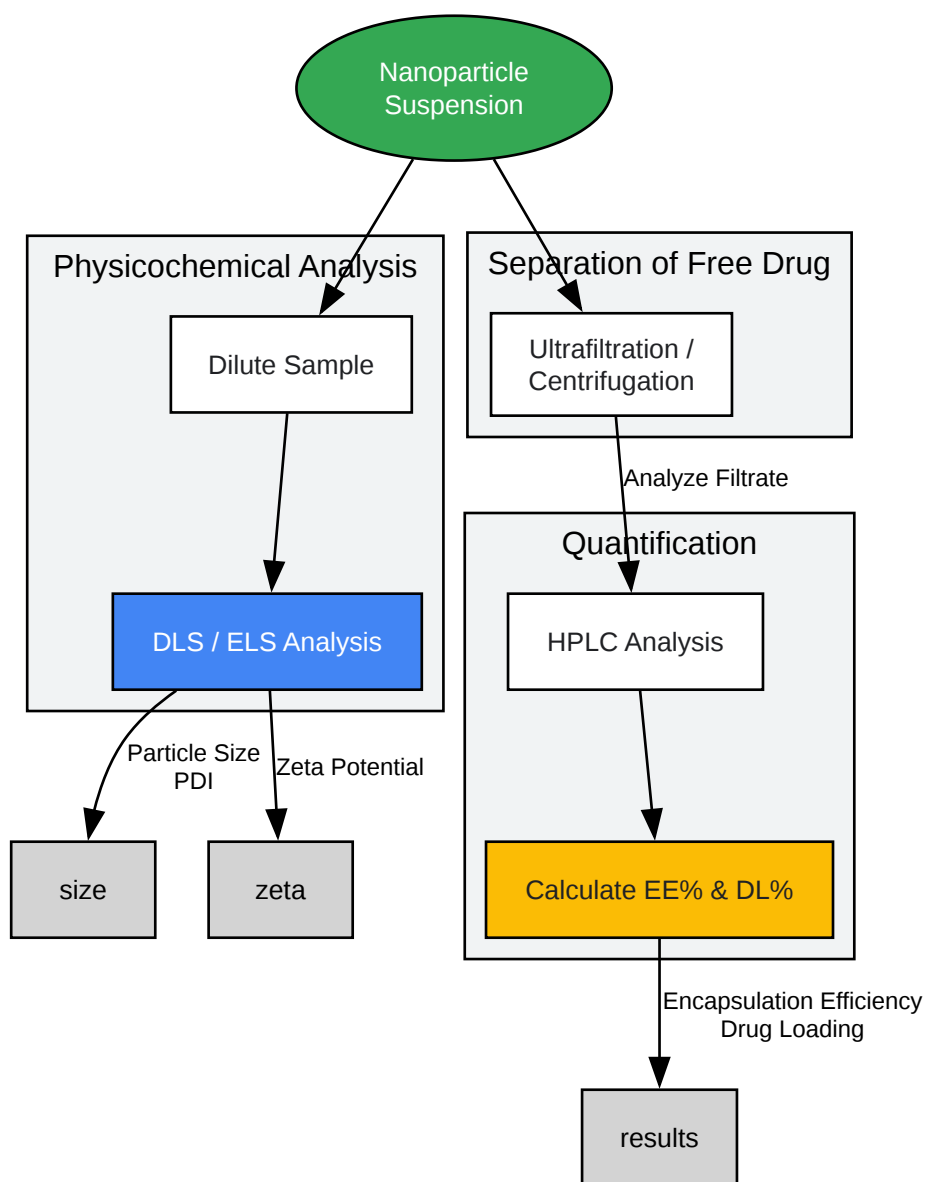 Nanoparticle
Suspension
Physicochemical Analysis
Separation of Free Drug
Dilute Sample
Ultrafiltration /
Centrifugation
Analyze Filtrate
Quantification
DLS / ELS Analysis
HPLC Analysis
Particle Size
PDI
Zeta Potential
size
zeta
Calculate EE% & DL%
Encapsulation Efficiency
Drug Loading
results